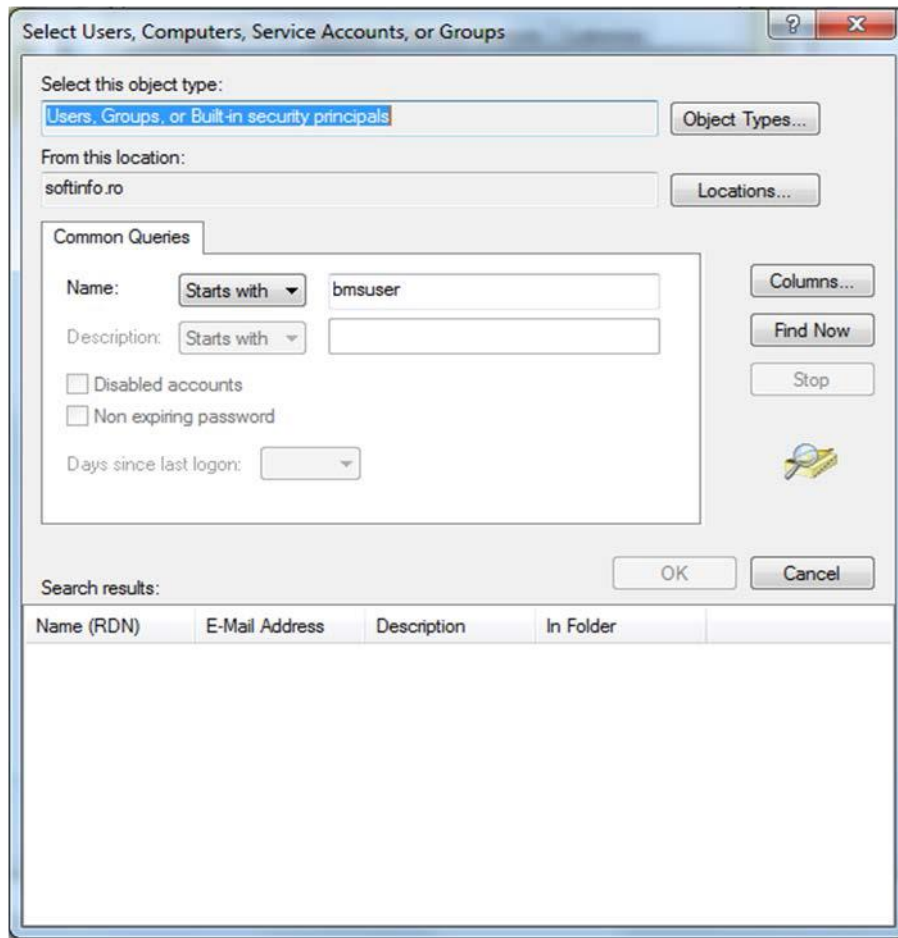 Select Users, Computers, Service Accounts, or Groups
Select this object type:
Users, Groups, or Built-in security principals
Object Types...
From this location:
softinfo.ro
Locations...
Common Queries
Name: Starts with bmsuser
Columns...
Description: Starts with
Find Now
Disabled accounts
Stop
Non expiring password
Days since last logon:
OK Cancel
Search results:
Name (RDN) E-Mail Address Description In Folder